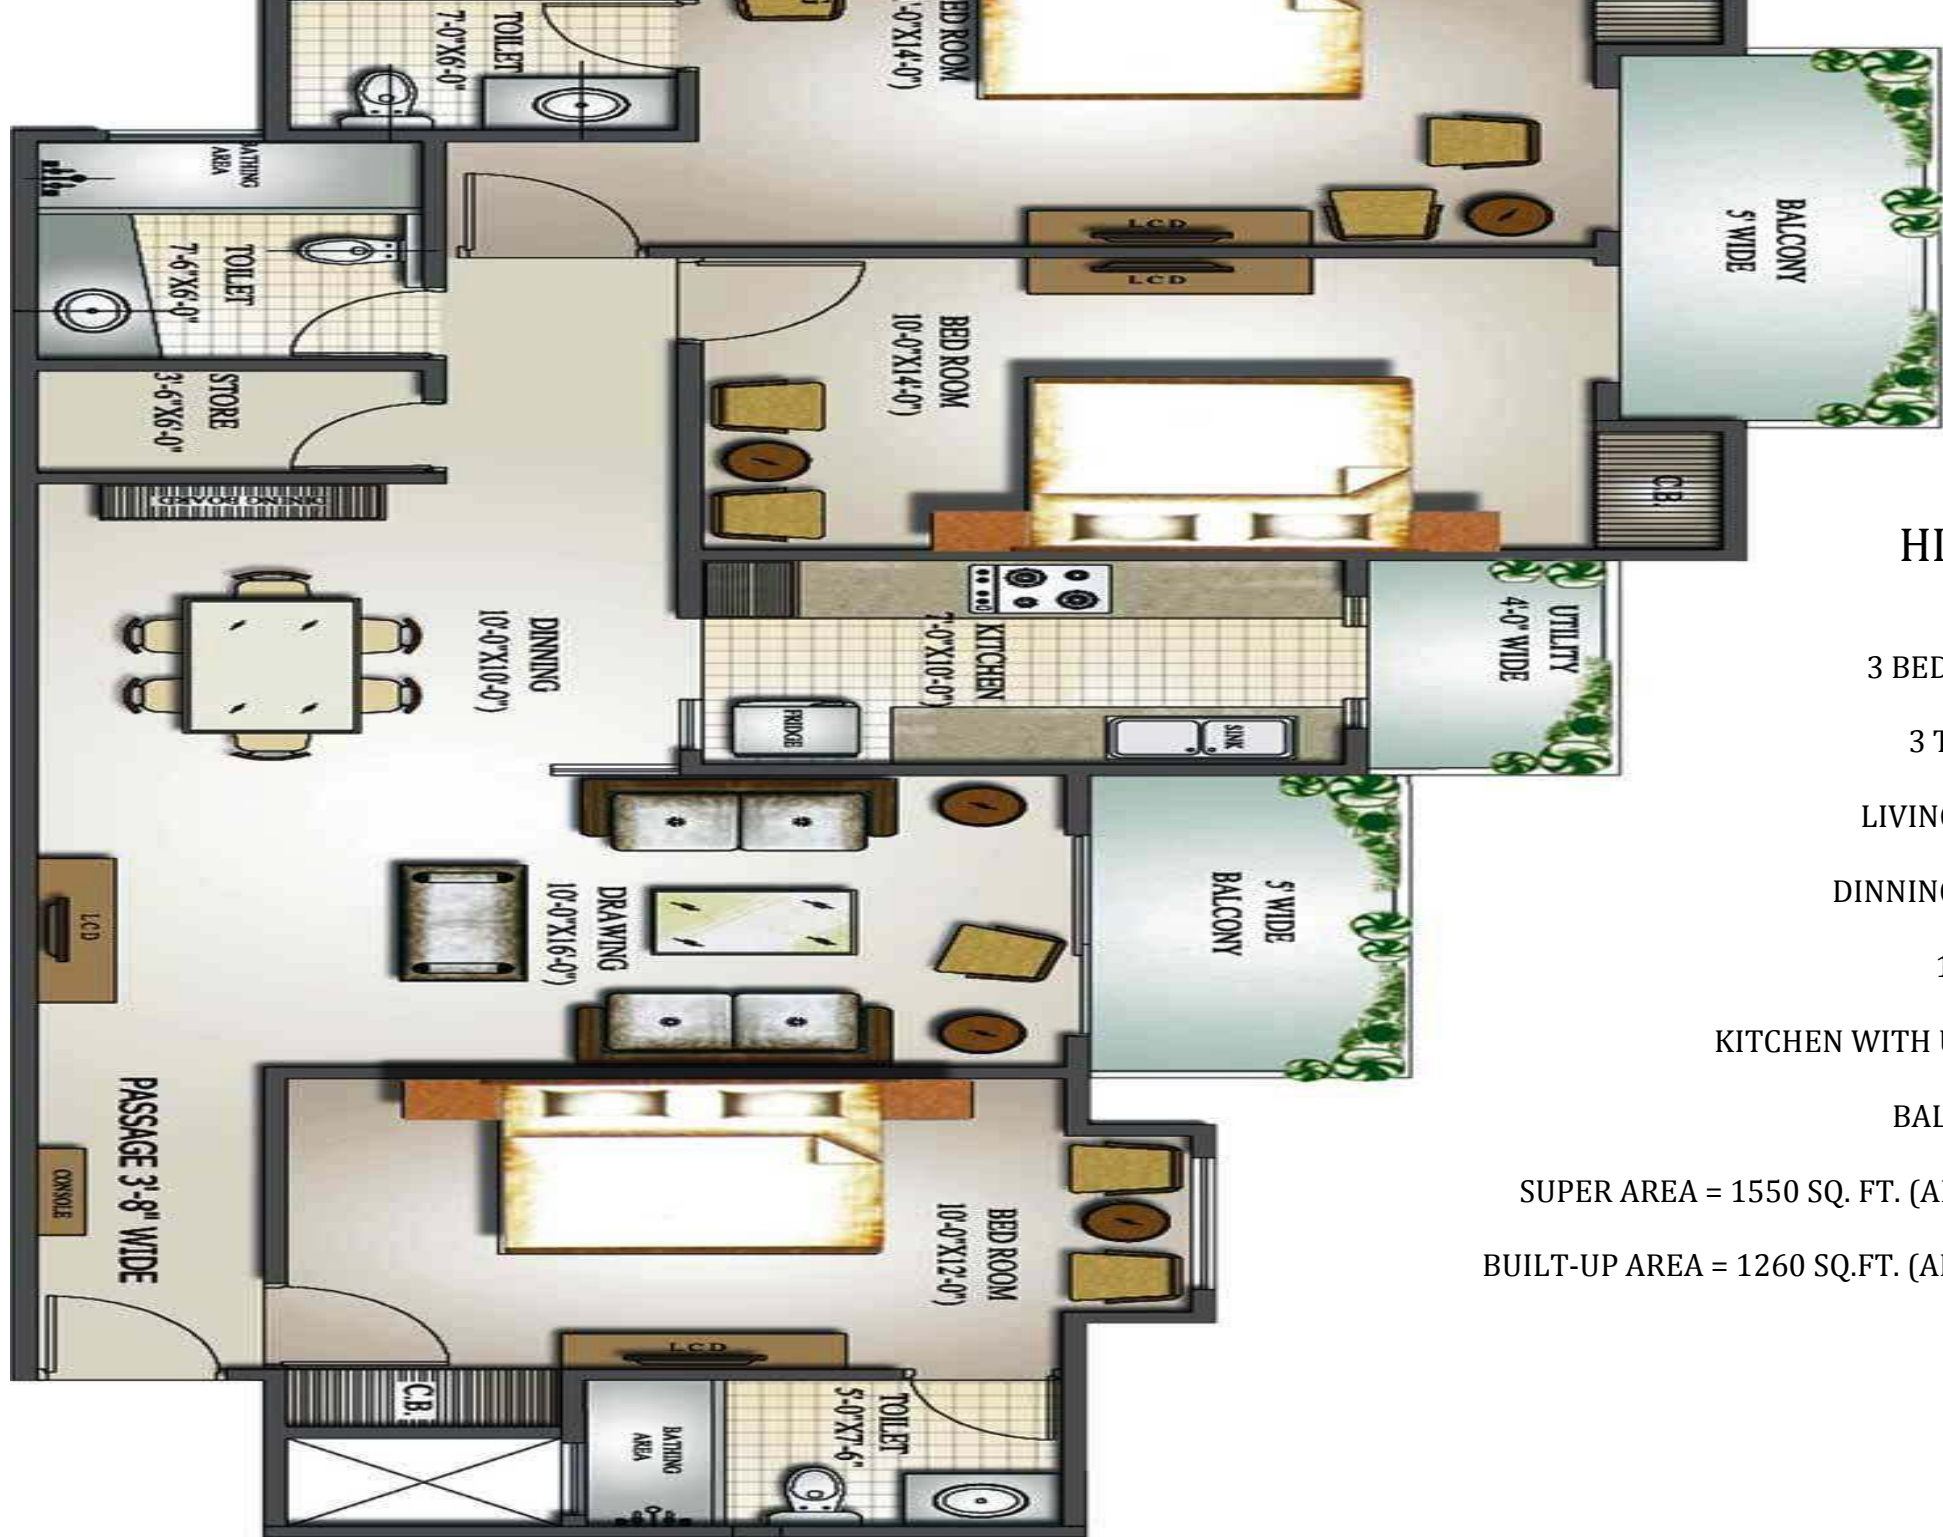 TOILET
7'-0"X6'-0"
BED ROOM
'-0"X14'-0")
BATHING
AREA
TOILET
7'-6"X6'-0"
STORE
3'-6"X6'-0"
DINING BOARD
LCD
LCD
BED ROOM
10'-0"X14'-0")
BALCONY
5' WIDE
C.B.
DINING
10'-0"X10'-0")
KITCHEN
7'-0"X10'-0")
FRIDGE
SINK
UTILITY
4'-0" WIDE
LCD
DRAWING
10'-0"X16'-0")
5' WIDE
BALCONY
PASSAGE 3'-8" WIDE
CONSOLE
BED ROOM
10'-0"X12'-0")
LCD
C.B.
BATHING
AREA
TOILET
5'-0"X7'-6"
HI
3 BED
3 T
LIVING
DINNING
1
KITCHEN WITH U
BAL
SUPER AREA = 1550 SQ. FT. (A
BUILT-UP AREA = 1260 SQ.FT. (A